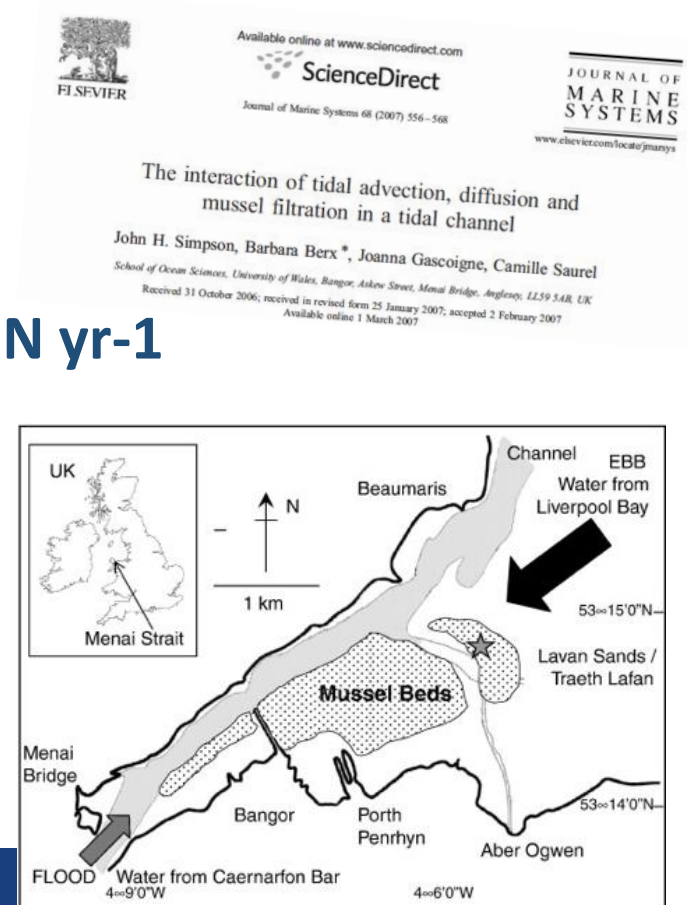 Available online at www.sciencedirect.com
ELSEVIER
ScienceDirect
JOURNAL OF
MARINE
SYSTEMS
Journal of Marine Systems 68 (2007) 556–568
www.elsevier.com/locate/jmarsys
The interaction of tidal advection, diffusion and
mussel filtration in a tidal channel
John H. Simpson, Barbara Berx *, Joanna Gascoigne, Camille Saurel
School of Ocean Sciences, University of Wales, Bangor, Askew Street, Menai Bridge, Anglesey, LL59 5AB, UK
Received 31 October 2006; received in revised form 25 January 2007; accepted 2 February 2007
Available online 1 March 2007
N yr-1
UK
Menai Strait
N
1 km
Beaumaris
Channel
EBB
Water from
Liverpool Bay
53∞15'0"N
Lavan Sands /
Traeth Lafan
Mussel Beds
Menai
Bridge
Bangor
Porth
Penrhyn
53∞14'0"N
Aber Ogwen
FLOOD Water from Caernarfon Bar
4∞9'0"W
4∞6'0"W